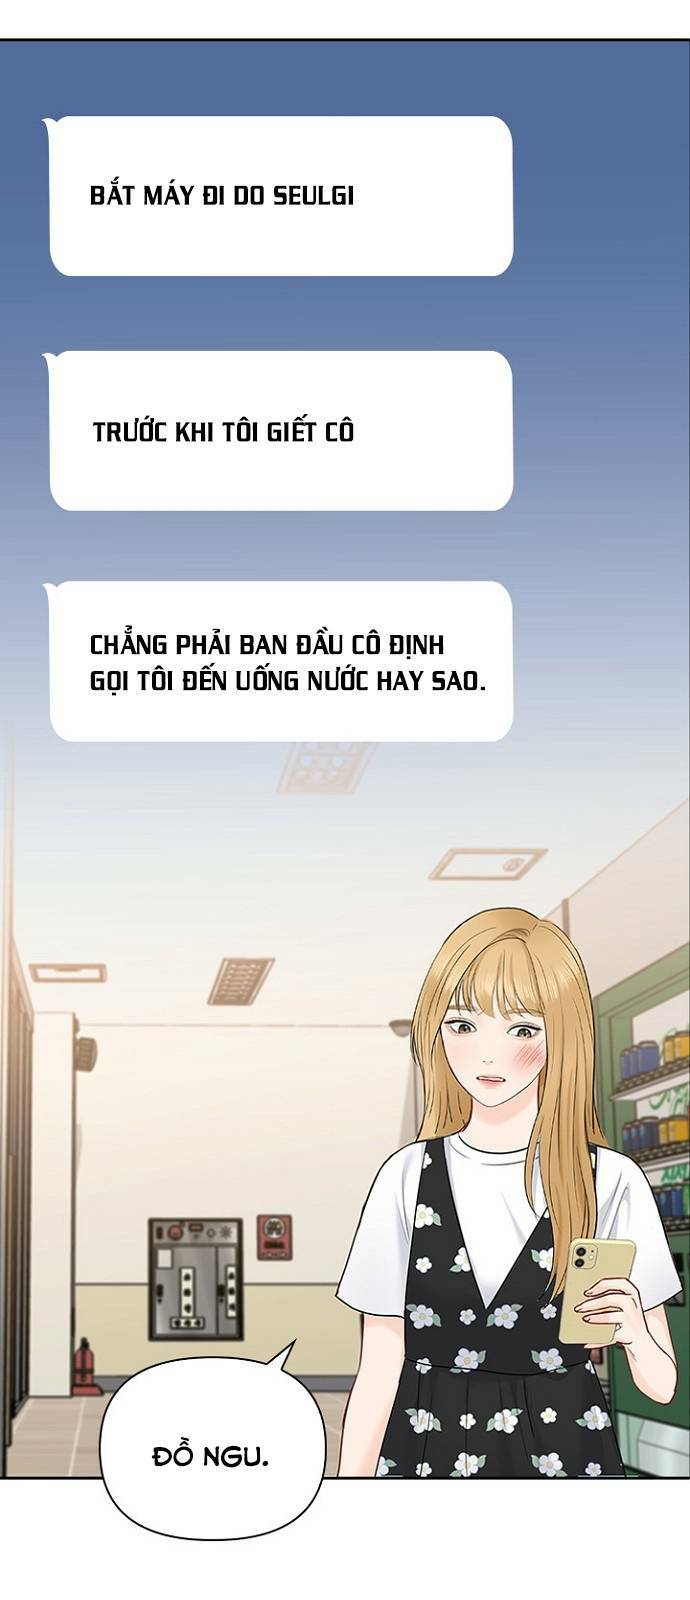 BẮT MÁY ĐI DO SEULGI
TRƯỚC KHI TÔI GIẾT CÔ
CHẲNG PHẢI BAN ĐẦU CÔ ĐỊNH
GỌI TÔI ĐẾN UỐNG NƯỚC HAY SAO.
ĐỒ NGU.